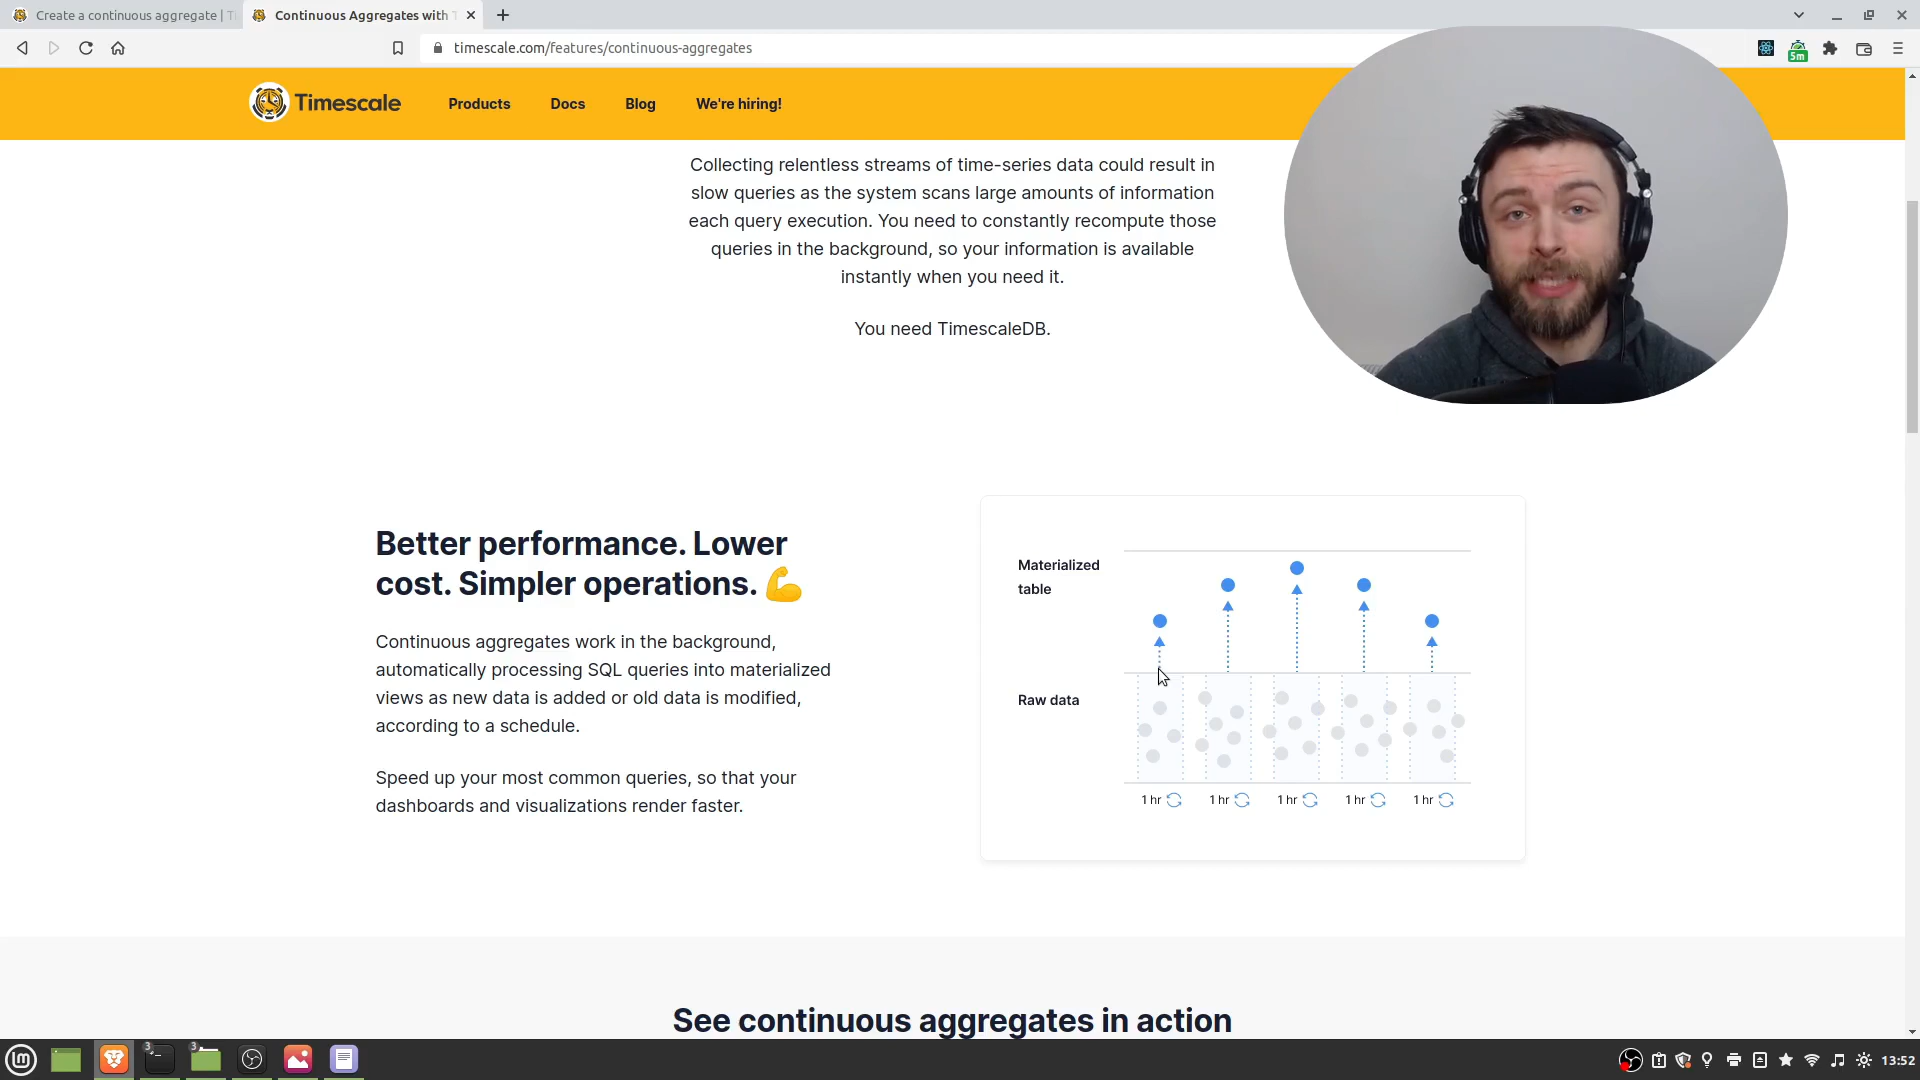 Create a continuous aggregate | T
Continuous Aggregates with T
timescale.com/features/continuous-aggregates
5m
Timescale
Products
Docs
Blog
We're hiring!
Collecting relentless streams of time-series data could result in
slow queries as the system scans large amounts of information
each query execution. You need to constantly recompute those
queries in the background, so your information is available
instantly when you need it.
You need TimescaleDB.
Better performance. Lower
cost. Simpler operations. 💪
Continuous aggregates work in the background,
automatically processing SQL queries into materialized
views as new data is added or old data is modified,
according to a schedule.
Speed up your most common queries, so that your
dashboards and visualizations render faster.
Materialized
table
Raw data
1 hr
1 hr
1 hr
1 hr
1 hr
See continuous aggregates in action
3
3
13:52